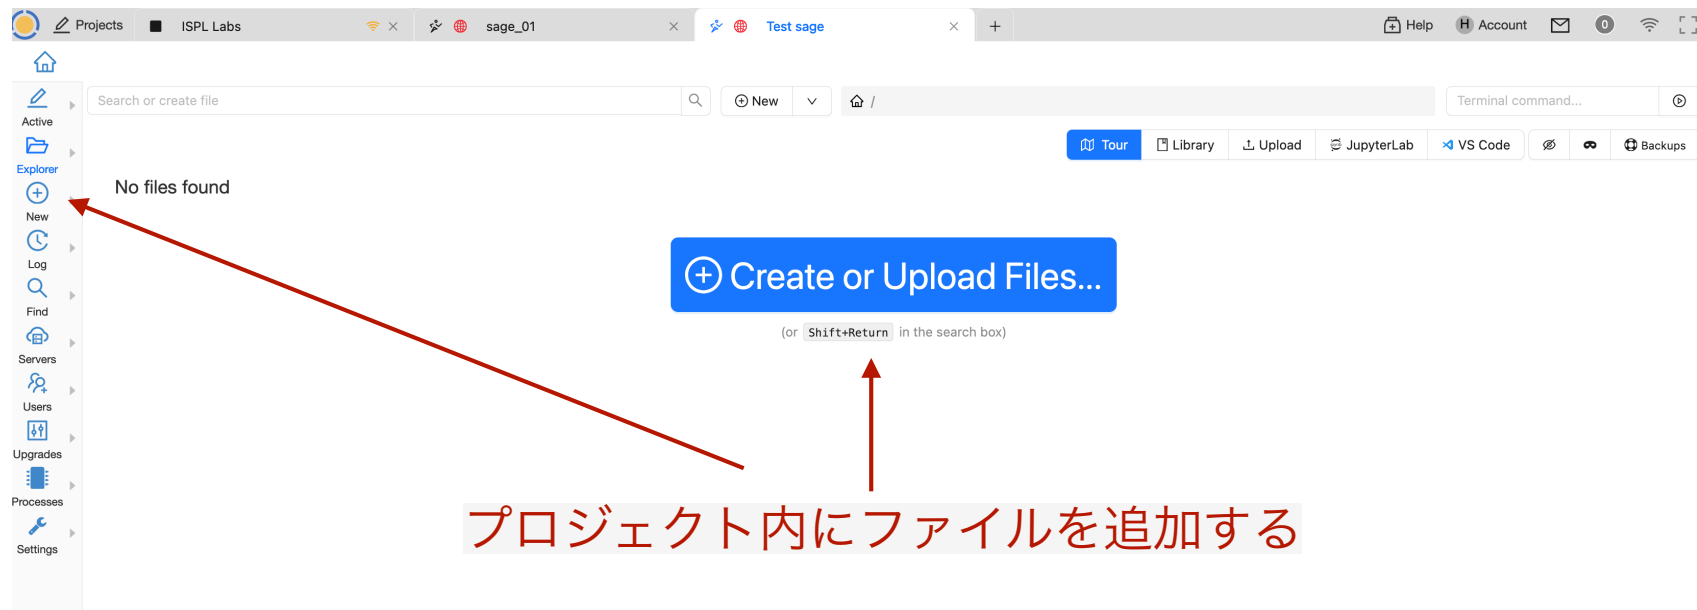 Projects ISPL Labs sage_01 Test sage Help H Account 0
Search or create file New / Terminal command...
Active
Tour Library Upload JupyterLab VS Code Backups
Explorer
No files found
New
Log
Create or Upload Files...
Find
(or Shift+Return in the search box)
Servers
Users
Upgrades
Processes
プロジェクト内にファイルを追加する
Settings